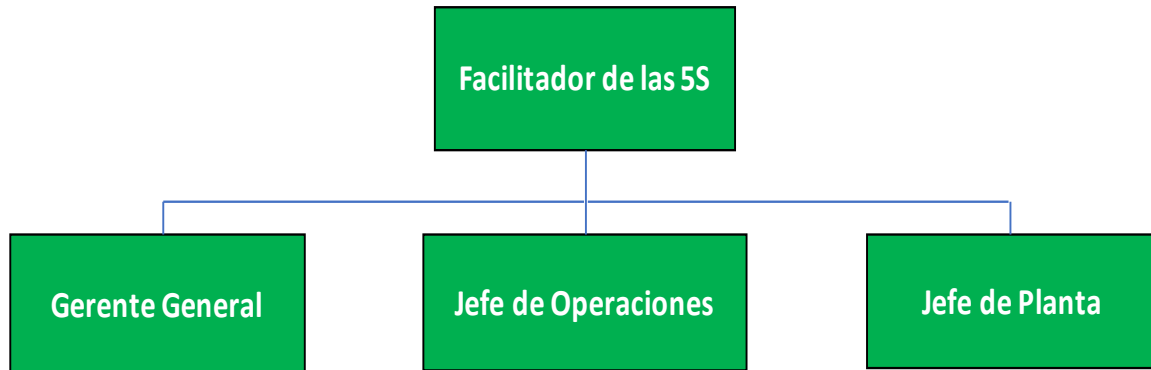 Facilitador de las 5S
Gerente General
Jefe de Operaciones
Jefe de Planta